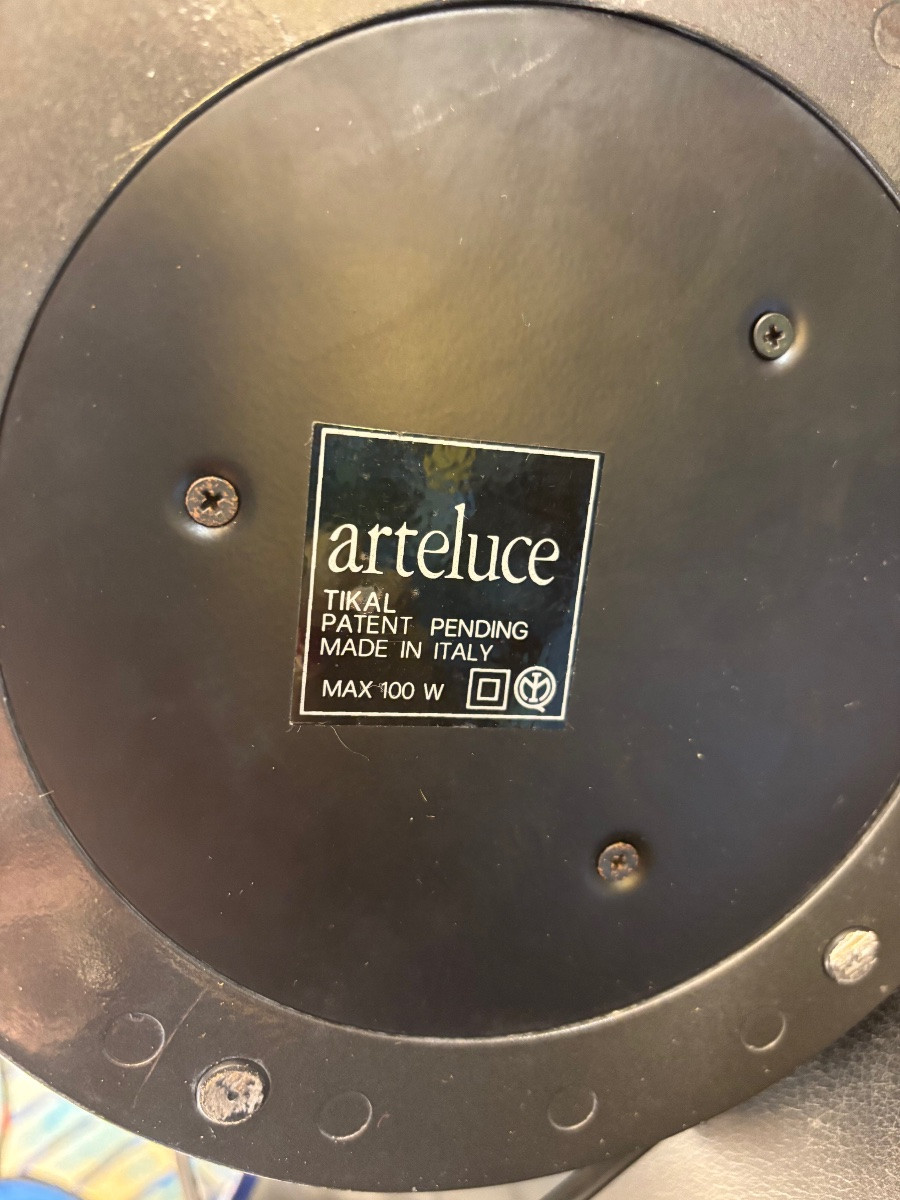 arteluce
TIKAL
PATENT PENDING
MADE IN ITALY
MAX 100 W